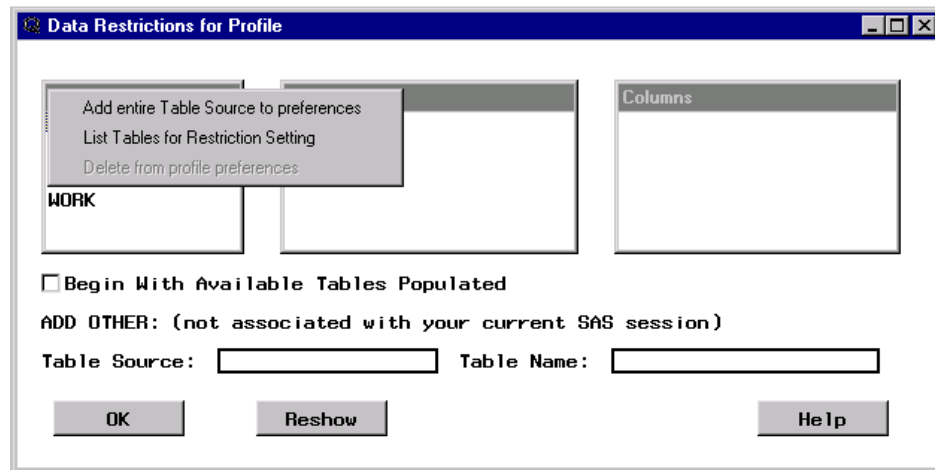 Data Restrictions for Profile
Columns
Add entire Table Source to preferences
List Tables for Restriction Setting
Delete from profile preferences
WORK
Begin With Available Tables Populated
ADD OTHER: (not associated with your current SAS session)
Table Source: Table Name:
OK Reshow Help